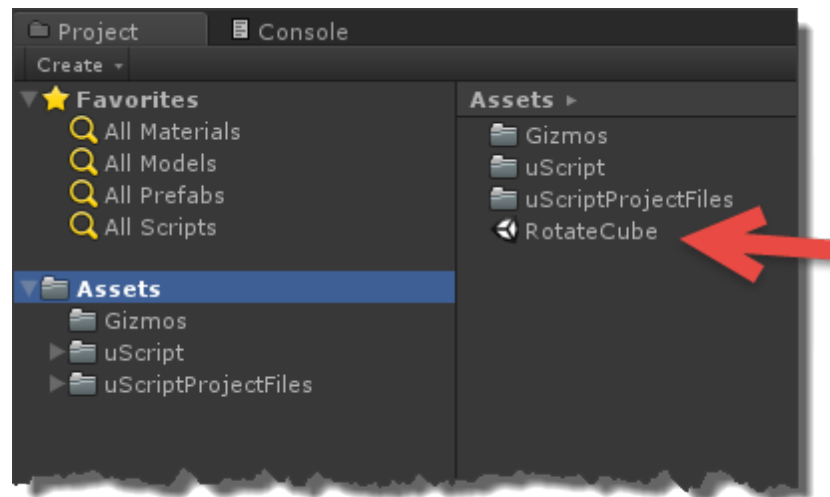 Project
Console
Create
Favorites
All Materials
All Models
All Prefabs
All Scripts
Assets
Gizmos
uScript
uScriptProjectFiles
Assets
Gizmos
uScript
uScriptProjectFiles
RotateCube